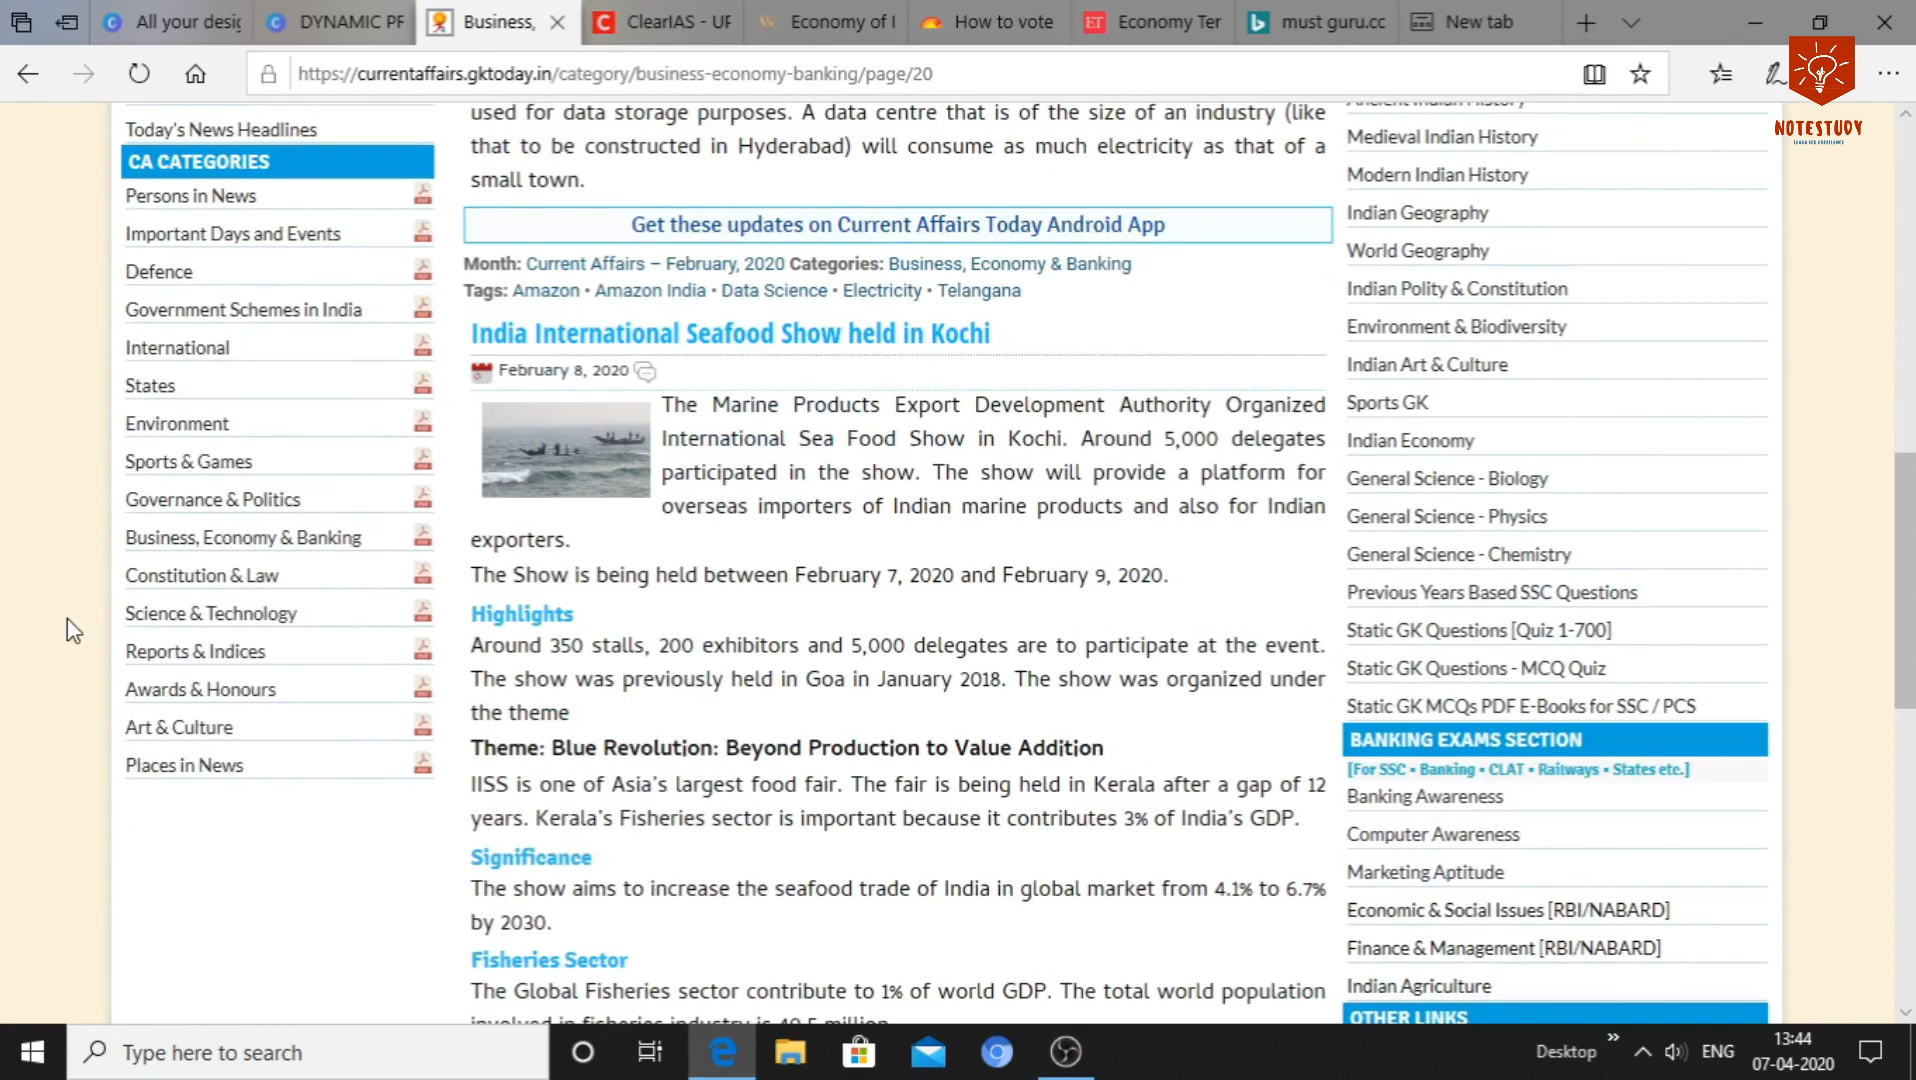 All your desig
DYNAMIC PF
Business,
ClearIAS - UF
Economy of I
How to vote
ET
Economy Ter
must guru.cc
New tab
https://currentaffairs.gktoday.in/category/business-economy-banking/page/20
NOTESTUDY
Today's News Headlines
CA CATEGORIES
Persons in News
Important Days and Events
Defence
Government Schemes in India
International
States
Environment
Sports & Games
Governance & Politics
Business, Economy & Banking
Constitution & Law
Science & Technology
Reports & Indices
Awards & Honours
Art & Culture
Places in News
used for data storage purposes. A data centre that is of the size of an industry (like
that to be constructed in Hyderabad) will consume as much electricity as that of a
small town.
Get these updates on Current Affairs Today Android App
Month: Current Affairs – February, 2020 Categories: Business, Economy & Banking
Tags: Amazon • Amazon India • Data Science • Electricity • Telangana
India International Seafood Show held in Kochi
February 8, 2020
The Marine Products Export Development Authority Organized
International Sea Food Show in Kochi. Around 5,000 delegates
participated in the show. The show will provide a platform for
overseas importers of Indian marine products and also for Indian
exporters.
The Show is being held between February 7, 2020 and February 9, 2020.
Highlights
Around 350 stalls, 200 exhibitors and 5,000 delegates are to participate at the event.
The show was previously held in Goa in January 2018. The show was organized under
the theme
Theme: Blue Revolution: Beyond Production to Value Addition
IISS is one of Asia's largest food fair. The fair is being held in Kerala after a gap of 12
years. Kerala's Fisheries sector is important because it contributes 3% of India's GDP.
Significance
The show aims to increase the seafood trade of India in global market from 4.1% to 6.7%
by 2030.
Fisheries Sector
The Global Fisheries sector contribute to 1% of world GDP. The total world population
involved in fisheries industry is 40.5 million
Ancient Indian History
Medieval Indian History
Modern Indian History
Indian Geography
World Geography
Indian Polity & Constitution
Environment & Biodiversity
Indian Art & Culture
Sports GK
Indian Economy
General Science - Biology
General Science - Physics
General Science - Chemistry
Previous Years Based SSC Questions
Static GK Questions [Quiz 1-700]
Static GK Questions - MCQ Quiz
Static GK MCQs PDF E-Books for SSC / PCS
BANKING EXAMS SECTION
[For SSC • Banking • CLAT • Railways • States etc.]
Banking Awareness
Computer Awareness
Marketing Aptitude
Economic & Social Issues [RBI/NABARD]
Finance & Management [RBI/NABARD]
Indian Agriculture
OTHER LINKS
Type here to search
Desktop
ENG
13:44
07-04-2020